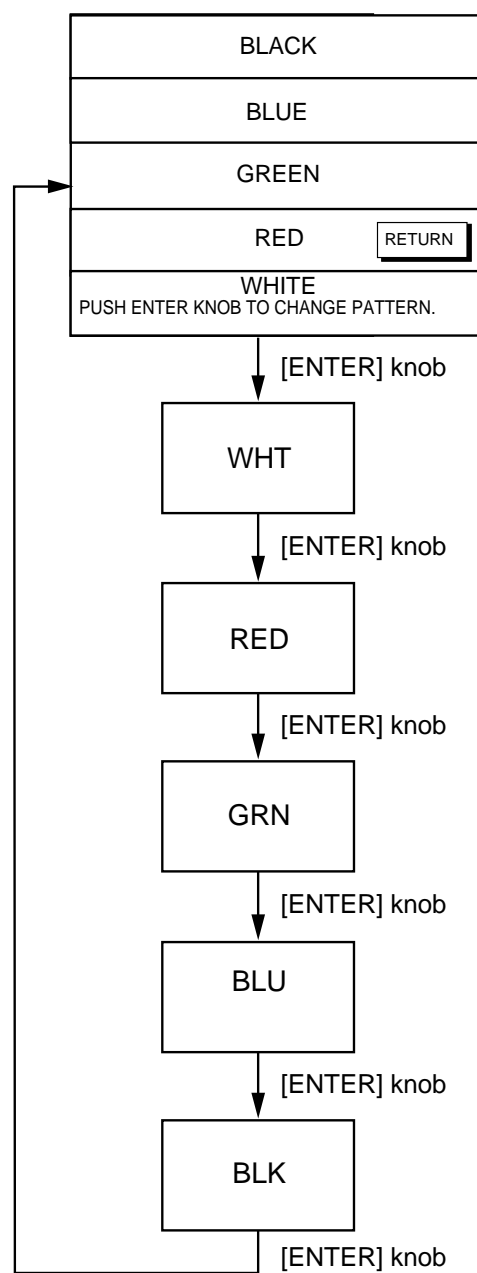 BLACK
BLUE
GREEN
RED RETURN
WHITE
PUSH ENTER KNOB TO CHANGE PATTERN.
[ENTER] knob
WHT
[ENTER] knob
RED
[ENTER] knob
GRN
[ENTER] knob
BLU
[ENTER] knob
BLK
[ENTER] knob